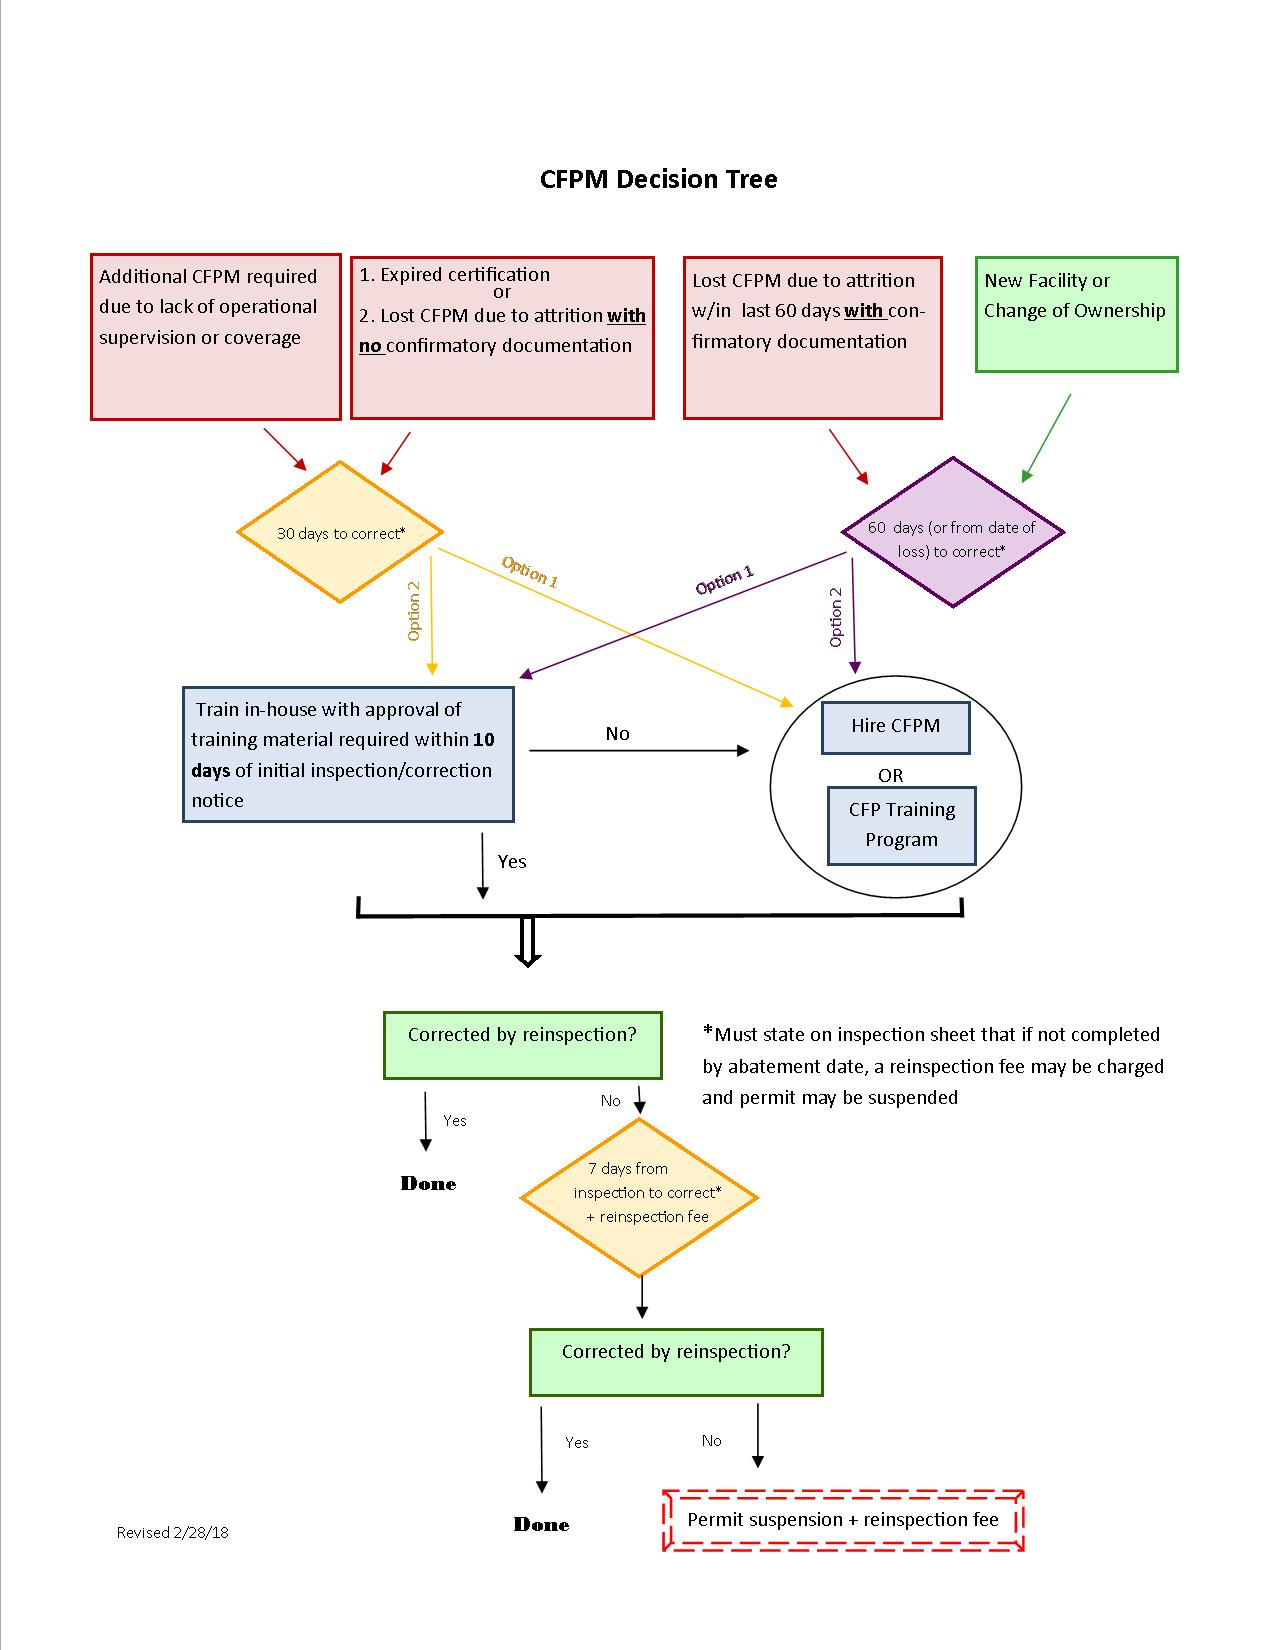 CFPM Decision Tree
Additional CFPM required
due to lack of operational
supervision or coverage
1. Expired certification
or
2. Lost CFPM due to attrition with
no confirmatory documentation
Lost CFPM due to attrition
w/in last 60 days with con-
firmatory documentation
New Facility or
Change of Ownership
30 days to correct*
60 days (or from date of
loss) to correct*
Option 2
Option 1
Option 1
Option 2
Train in-house with approval of
training material required within 10
days of initial inspection/correction
notice
No
Hire CFPM
OR
CFP Training
Program
Yes
Corrected by reinspection?
*Must state on inspection sheet that if not completed
by abatement date, a reinspection fee may be charged
and permit may be suspended
Yes
No
Done
7 days from
inspection to correct*
+ reinspection fee
Corrected by reinspection?
Yes
No
Done
Permit suspension + reinspection fee
Revised 2/28/18